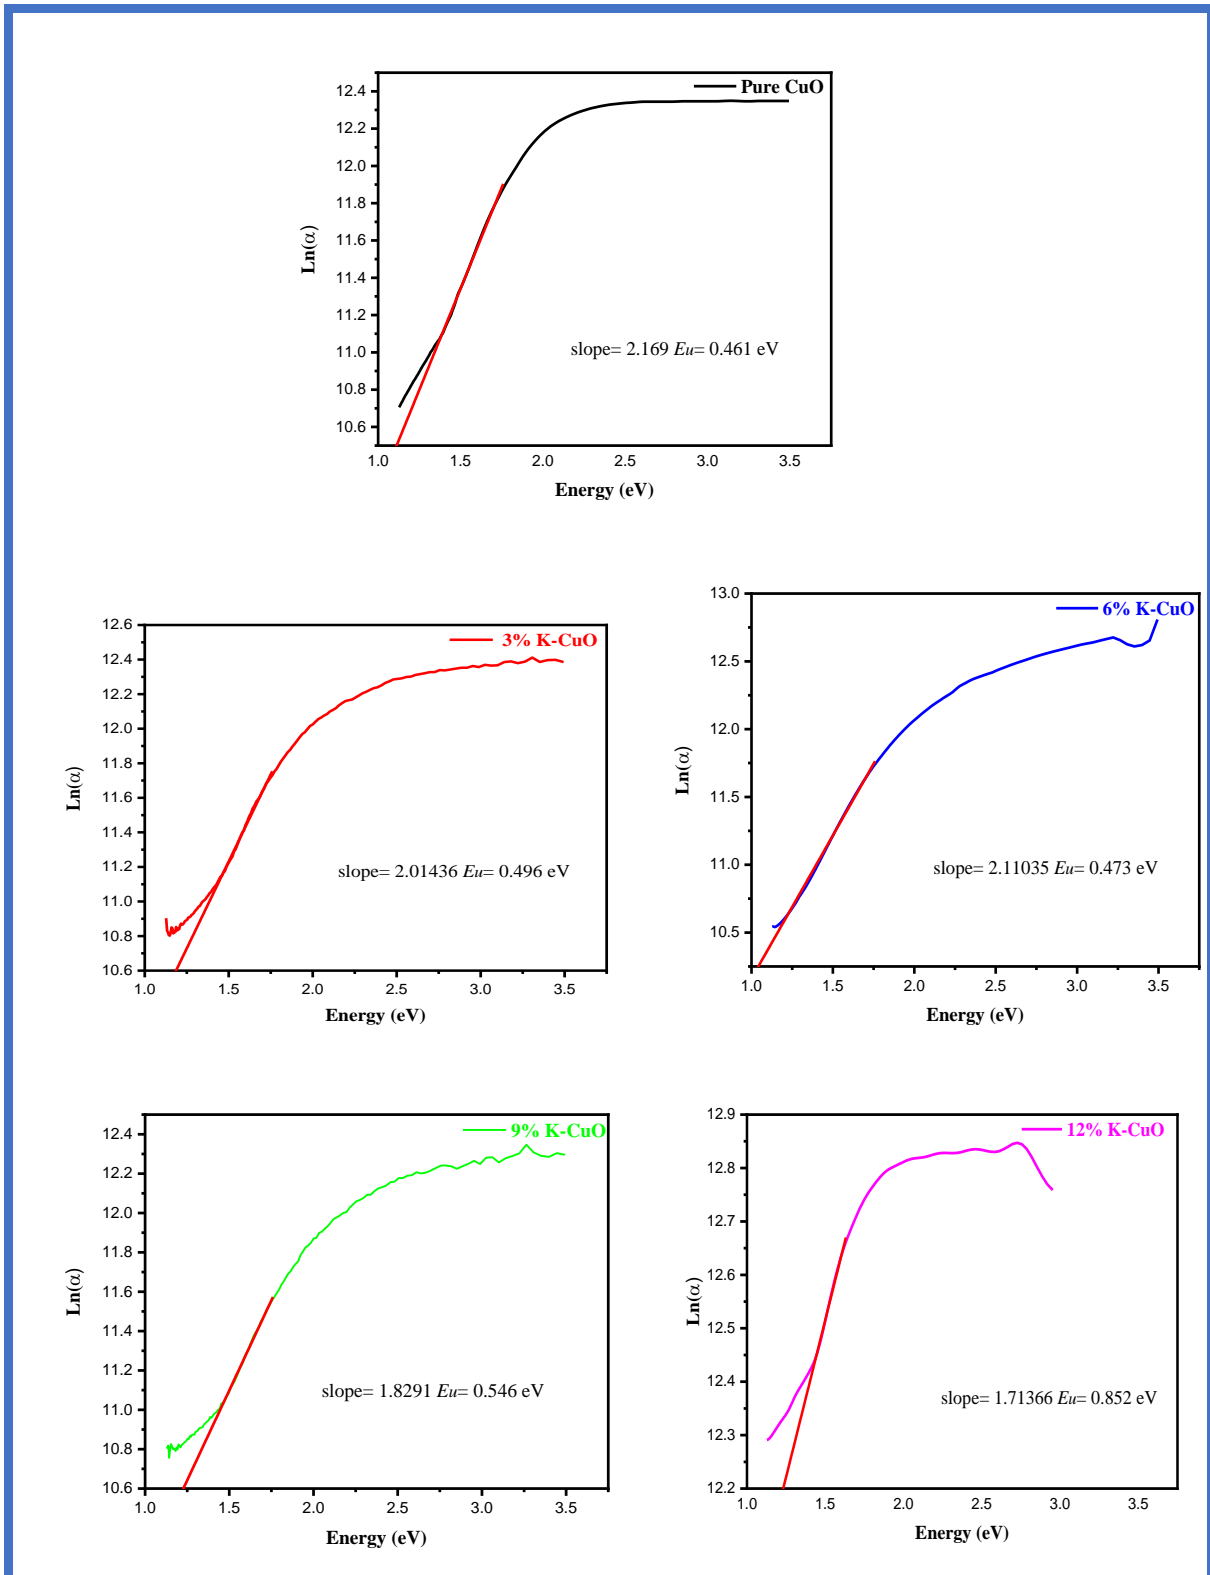 Pure CuO
12.4
12.2
12.0
11.8
11.6
11.4
11.2
11.0
10.8
10.6
Ln(α)
slope= 2.169 Eu= 0.461 eV
1.0 1.5 2.0 2.5 3.0 3.5
Energy (eV)
3% K-CuO
12.6
12.4
12.2
12.0
11.8
11.6
11.4
11.2
11.0
10.8
10.6
Ln(α)
slope= 2.01436 Eu= 0.496 eV
1.0 1.5 2.0 2.5 3.0 3.5
Energy (eV)
6% K-CuO
13.0
12.5
12.0
11.5
11.0
10.5
Ln(α)
slope= 2.11035 Eu= 0.473 eV
1.0 1.5 2.0 2.5 3.0 3.5
Energy (eV)
9% K-CuO
12.4
12.2
12.0
11.8
11.6
11.4
11.2
11.0
10.8
10.6
Ln(α)
slope= 1.8291 Eu= 0.546 eV
1.0 1.5 2.0 2.5 3.0 3.5
Energy (eV)
12% K-CuO
12.9
12.8
12.7
12.6
12.5
12.4
12.3
12.2
Ln(α)
slope= 1.71366 Eu= 0.852 eV
1.0 1.5 2.0 2.5 3.0 3.5
Energy (eV)